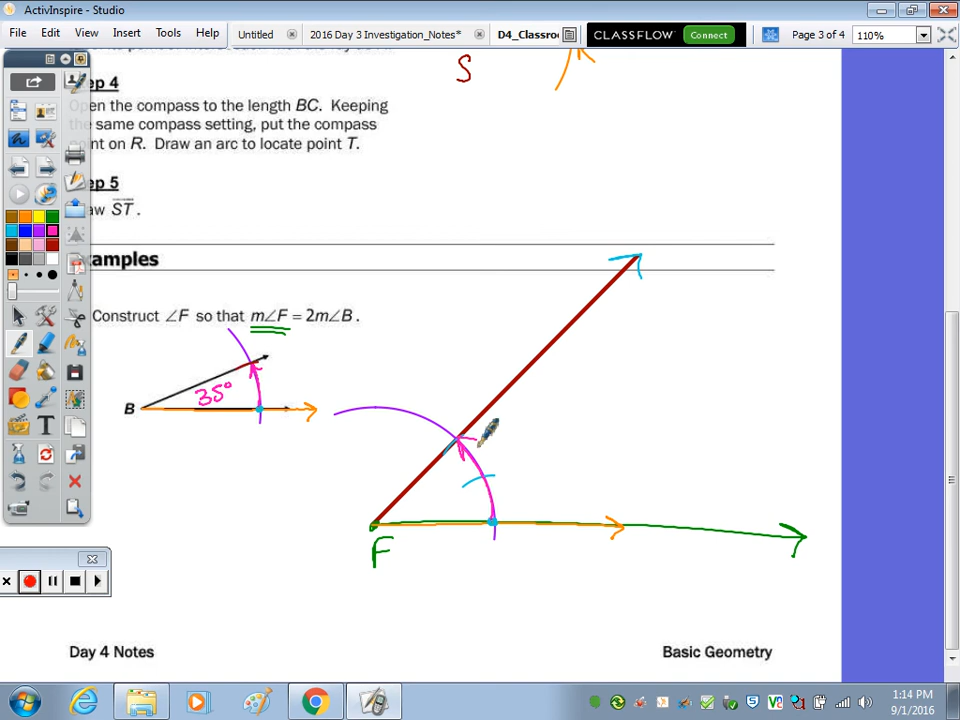 ActivInspire - Studio
File Edit View Insert Tools Help Untitled 2016 Day 3 Investigation_Notes* D4_Classro CLASSFLOW Connect Page 3 of 4 110%
S
ep 4
Open the compass to the length BC. Keeping
the same compass setting, put the compass
int on R. Draw an arc to locate point T.
ep 5
aw ST .
xamples
Construct ∠F so that m∠F = 2m∠B .
35°
B
F
Day 4 Notes Basic Geometry
1:14 PM
9/1/2016